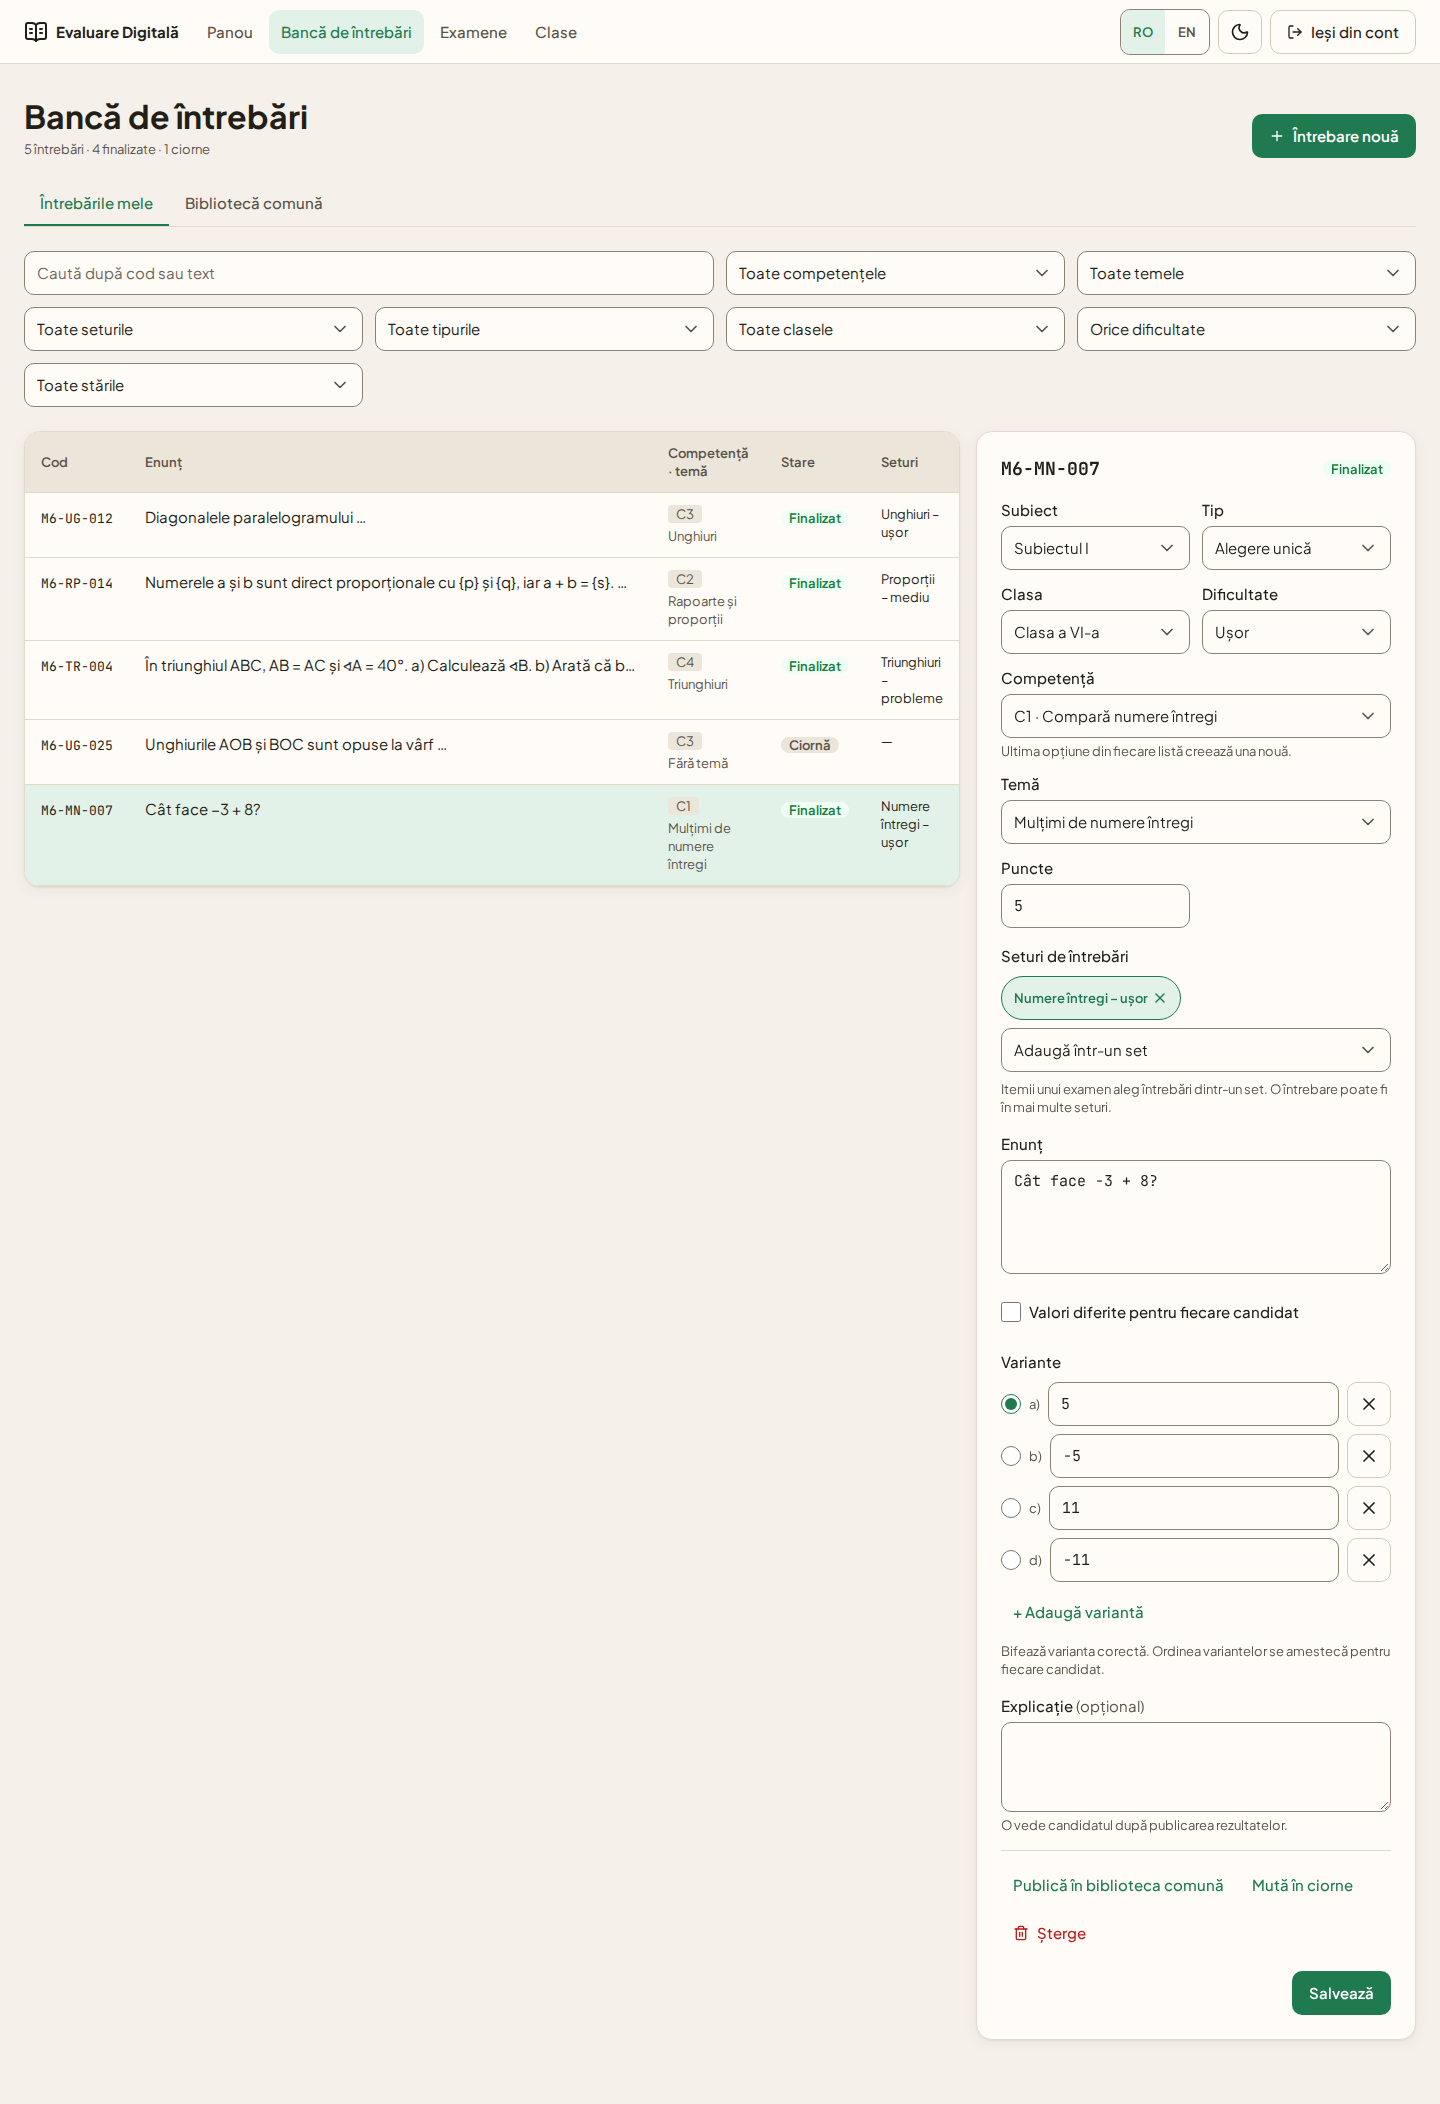 Evaluare Digitală
Panou
Bancă de întrebări
Examene
Clase
RO
EN
Ieși din cont
Bancă de întrebări
5 întrebări · 4 finalizate · 1 ciorne
+ Întrebare nouă
Întrebările mele
Bibliotecă comună
Caută după cod sau text
Toate competențele
Toate temele
Toate seturile
Toate tipurile
Toate clasele
Orice dificultate
Toate stările
Cod
Enunț
Competență
· temă
Stare
Seturi
M6-UG-012
Diagonalele paralelogramului …
C3
Unghiuri
Finalizat
Unghiuri –
ușor
M6-RP-014
Numerele a și b sunt direct proporționale cu {p} și {q}, iar a + b = {s}. …
C2
Rapoarte și
proporții
Finalizat
Proporții
– mediu
M6-TR-004
În triunghiul ABC, AB = AC și ∢A = 40°. a) Calculează ∢B. b) Arată că b…
C4
Triunghiuri
Finalizat
Triunghiuri
–
probleme
M6-UG-025
Unghiurile AOB și BOC sunt opuse la vârf …
C3
Fără temă
Ciornă
—
M6-MN-007
Cât face −3 + 8?
C1
Mulțimi de
numere
întregi
Finalizat
Numere
întregi –
ușor
M6-MN-007
Finalizat
Subiect
Tip
Subiectul I
Alegere unică
Clasa
Dificultate
Clasa a VI-a
Ușor
Competență
C1 · Compară numere întregi
Ultima opțiune din fiecare listă creează una nouă.
Temă
Mulțimi de numere întregi
Puncte
5
Seturi de întrebări
Numere întregi – ușor
Adaugă într-un set
Itemii unui examen aleg întrebări dintr-un set. O întrebare poate fi
în mai multe seturi.
Enunț
Cât face -3 + 8?
Valori diferite pentru fiecare candidat
Variante
a) 5
b) -5
c) 11
d) -11
+ Adaugă variantă
Bifează varianta corectă. Ordinea variantelor se amestecă pentru
fiecare candidat.
Explicație (opțional)
O vede candidatul după publicarea rezultatelor.
Publică în biblioteca comună
Mută în ciorne
Șterge
Salvează